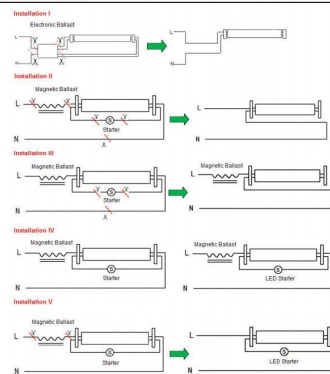 Installation I
Electronic Ballast
L
N
L
N
Installation II
Magnetic Ballast
L
S
Starter
N
L
N
Installation III
Magnetic Ballast
L
S
Starter
N
Magnetic Ballast
L
N
Installation IV
Magnetic Ballast
L
S
Starter
N
Magnetic Ballast
L
S
LED Starter
N
Installation V
Magnetic Ballast
L
S
Starter
N
L
S
LED Starter
N